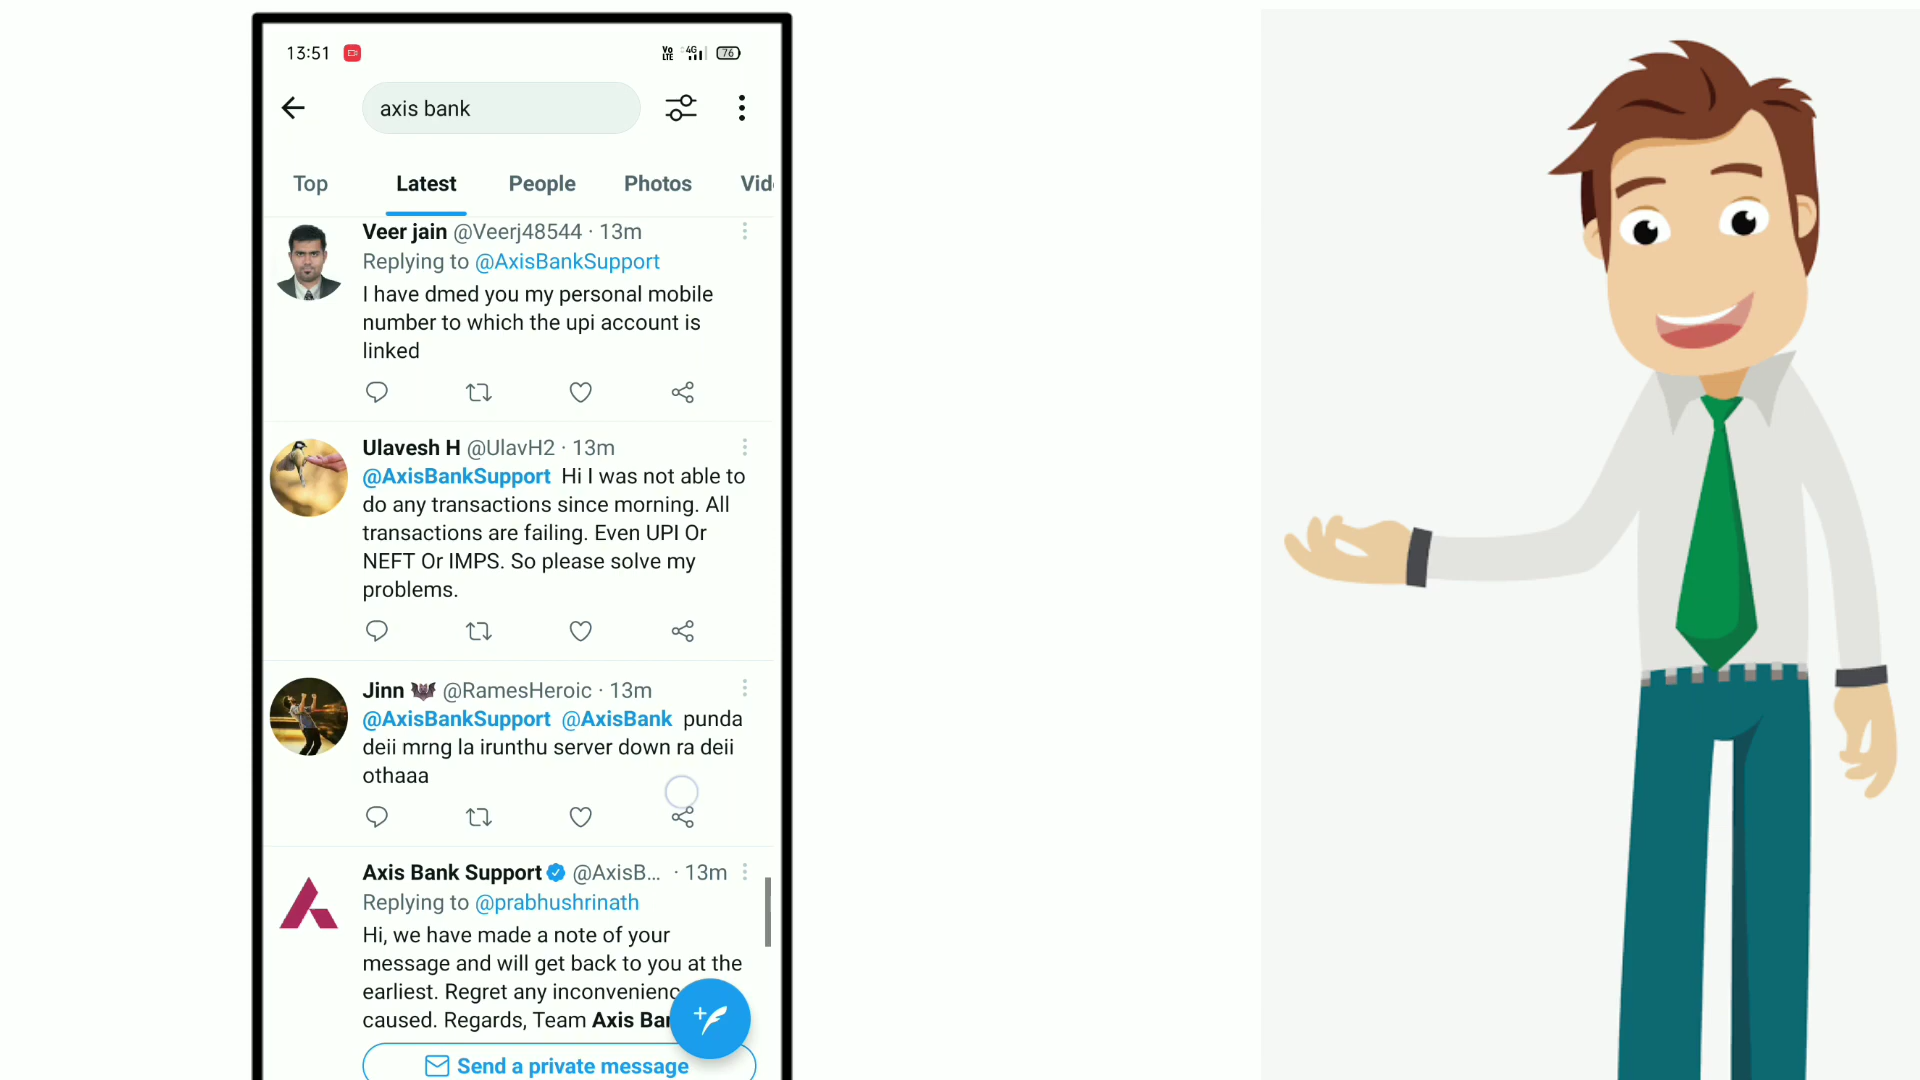 13:51 Vo LTE 4G 76
axis bank
Top Latest People Photos Vid
Veer jain @Veerj48544 · 13m
Replying to @AxisBankSupport
I have dmed you my personal mobile
number to which the upi account is
linked
Ulavesh H @UlavH2 · 13m
@AxisBankSupport Hi I was not able to
do any transactions since morning. All
transactions are failing. Even UPI Or
NEFT Or IMPS. So please solve my
problems.
Jinn @RamesHeroic · 13m
@AxisBankSupport @AxisBank punda
deii mrng la irunthu server down ra deii
othaaa
Axis Bank Support @AxisB... · 13m
Replying to @prabhushrinath
Hi, we have made a note of your
message and will get back to you at the
earliest. Regret any inconvenienc
caused. Regards, Team Axis Ba
Send a private message